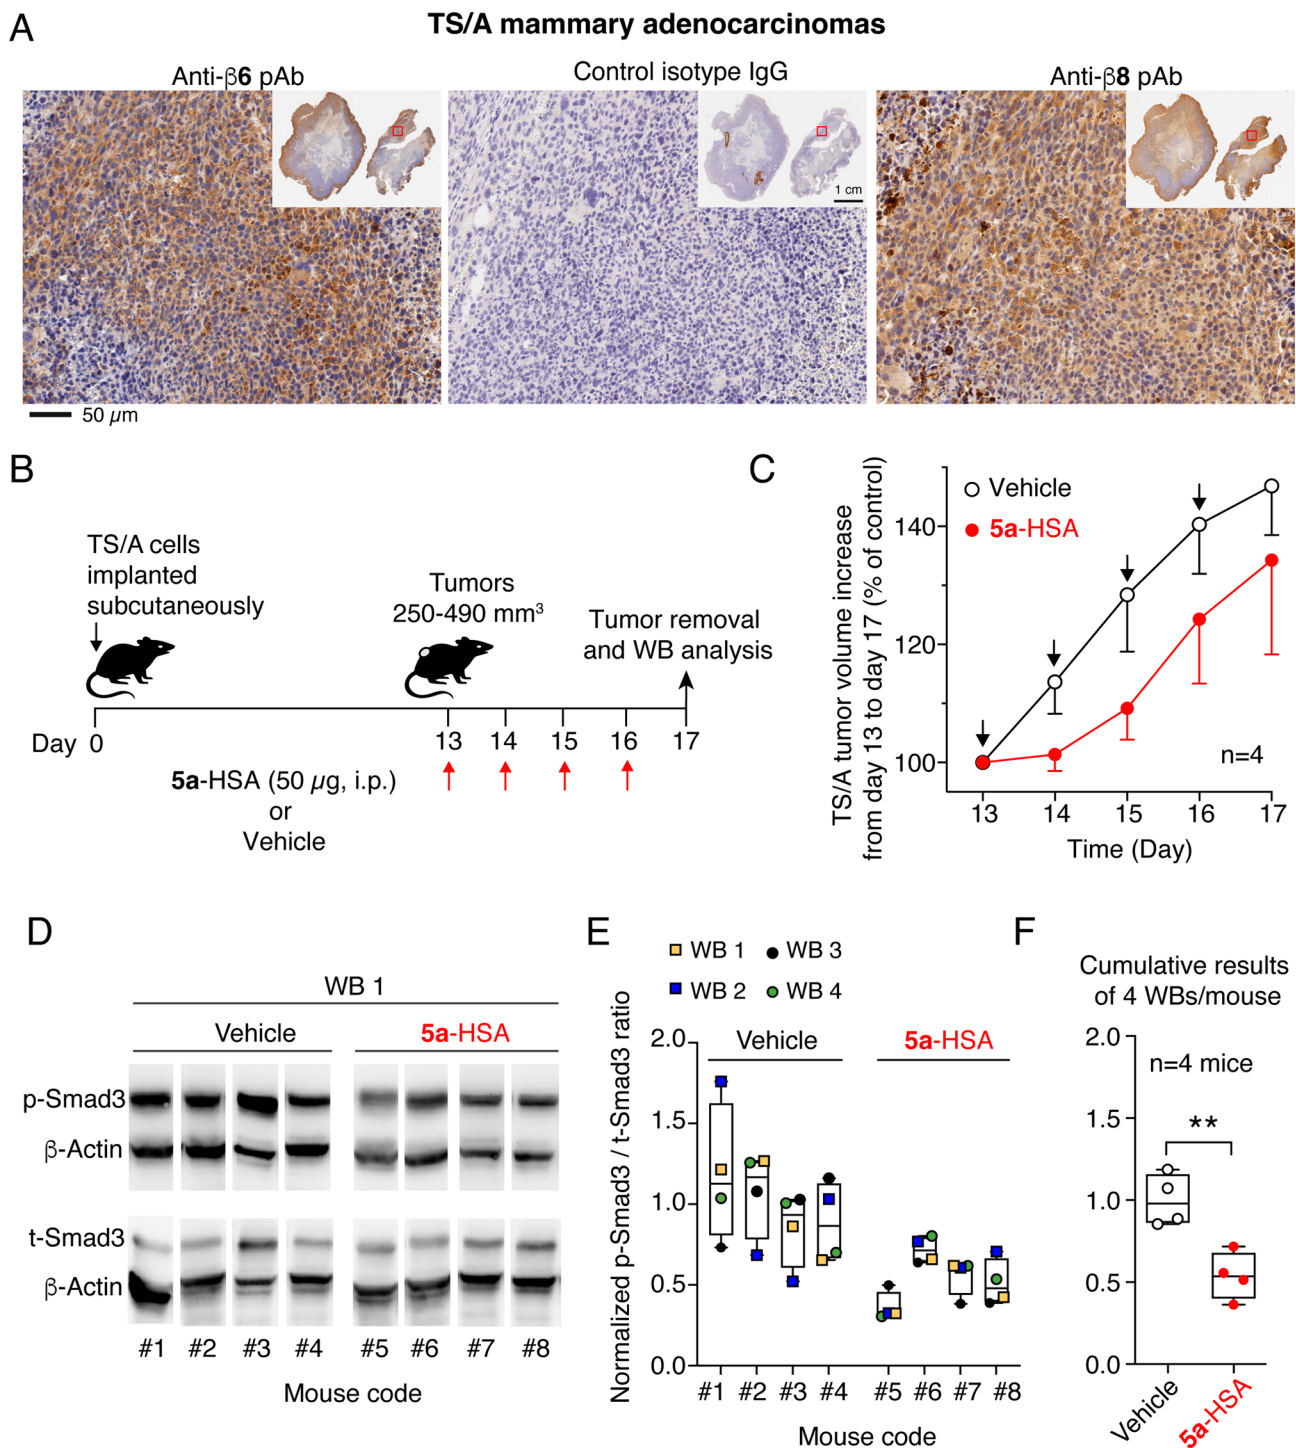 A
TS/A mammary adenocarcinomas
Anti-β6 pAb
Control isotype IgG
Anti-β8 pAb
1 cm
50 µm
B
TS/A cells
implanted
subcutaneously
Tumors
250-490 mm³
Tumor removal
and WB analysis
Day 0 13 14 15 16 17
5a-HSA (50 µg, i.p.)
or
Vehicle
C
TS/A tumor volume increase
from day 13 to day 17 (% of control)
Vehicle
5a-HSA
140
120
100
n=4
13 14 15 16 17
Time (Day)
D
WB 1
Vehicle 5a-HSA
p-Smad3
β-Actin
t-Smad3
β-Actin
#1 #2 #3 #4 #5 #6 #7 #8
Mouse code
E
WB 1 WB 3
WB 2 WB 4
Normalized p-Smad3 / t-Smad3 ratio
Vehicle 5a-HSA
2.0
1.5
1.0
0.5
0.0
#1 #2 #3 #4 #5 #6 #7 #8
Mouse code
F
Cumulative results
of 4 WBs/mouse
2.0
n=4 mice
1.5
**
1.0
0.5
0.0
Vehicle
5a-HSA